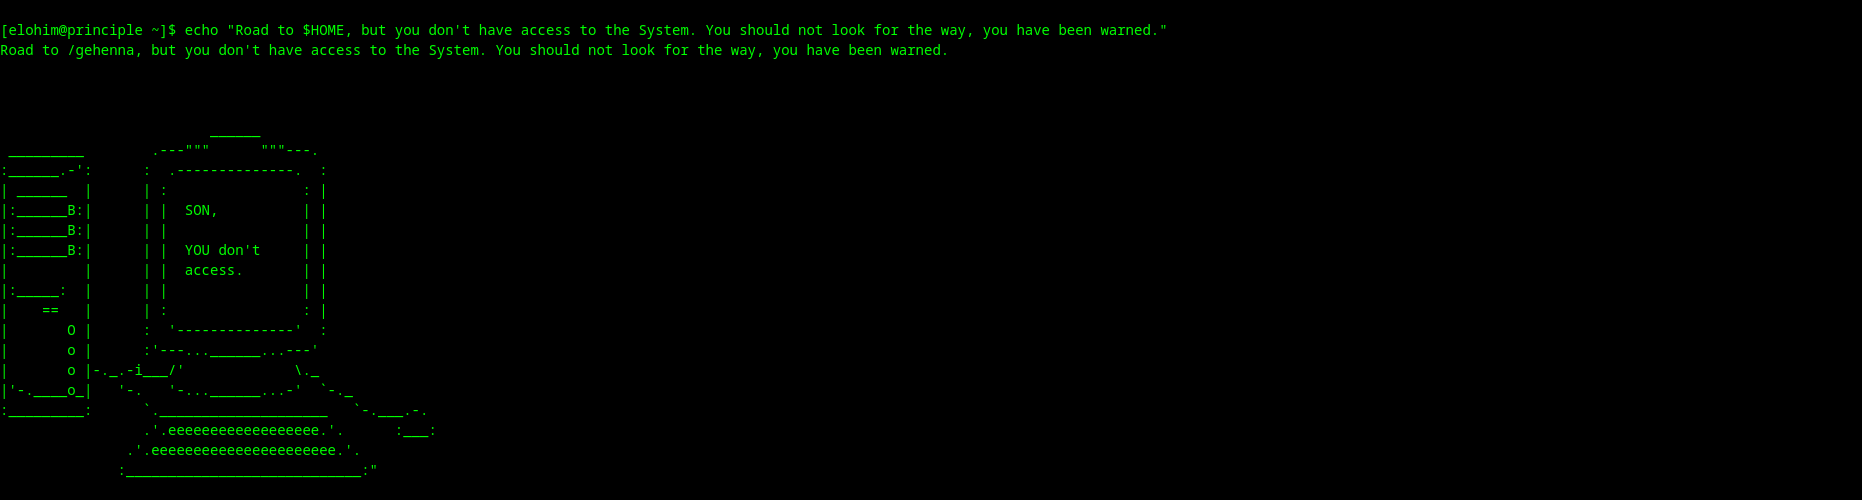 [elohim@principle ~]$ echo "Road to $HOME, but you don't have access to the System. You should not look for the way, you have been warned."
Road to /gehenna, but you don't have access to the System. You should not look for the way, you have been warned.
SON,
YOU don't
access.